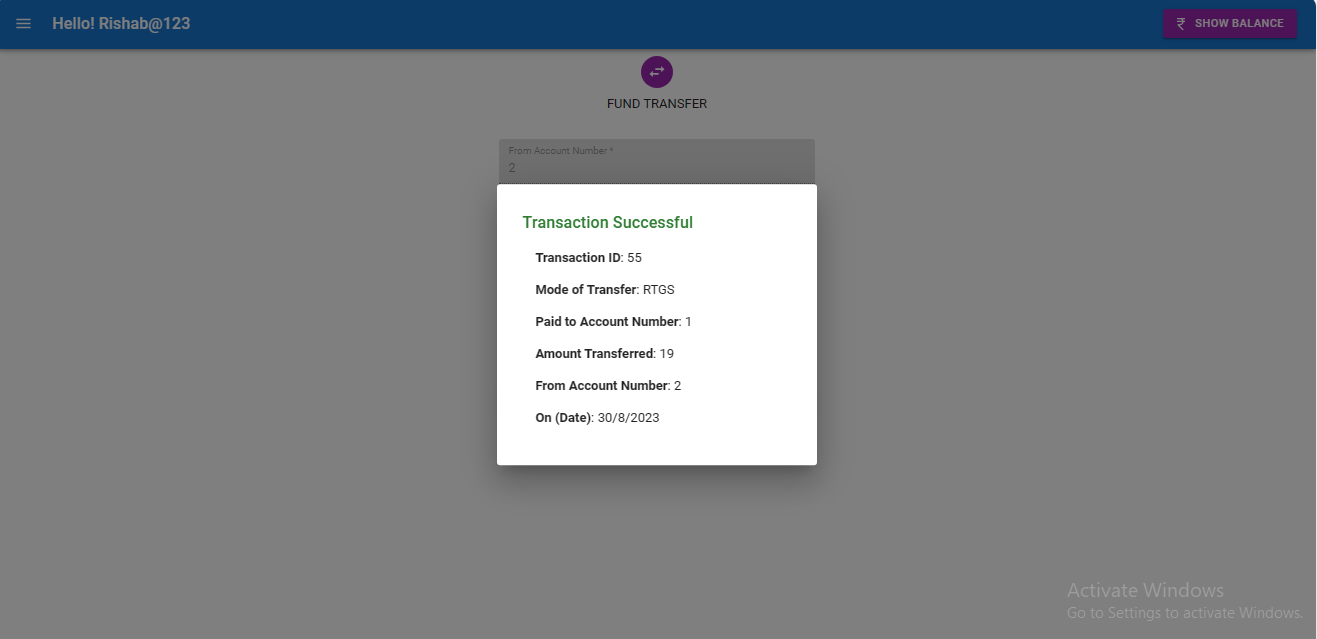 Hello! Rishab@123
₹ SHOW BALANCE
FUND TRANSFER
From Account Number *
2
Transaction Successful
Transaction ID: 55
Mode of Transfer: RTGS
Paid to Account Number: 1
Amount Transferred: 19
From Account Number: 2
On (Date): 30/8/2023
Activate Windows
Go to Settings to activate Windows.